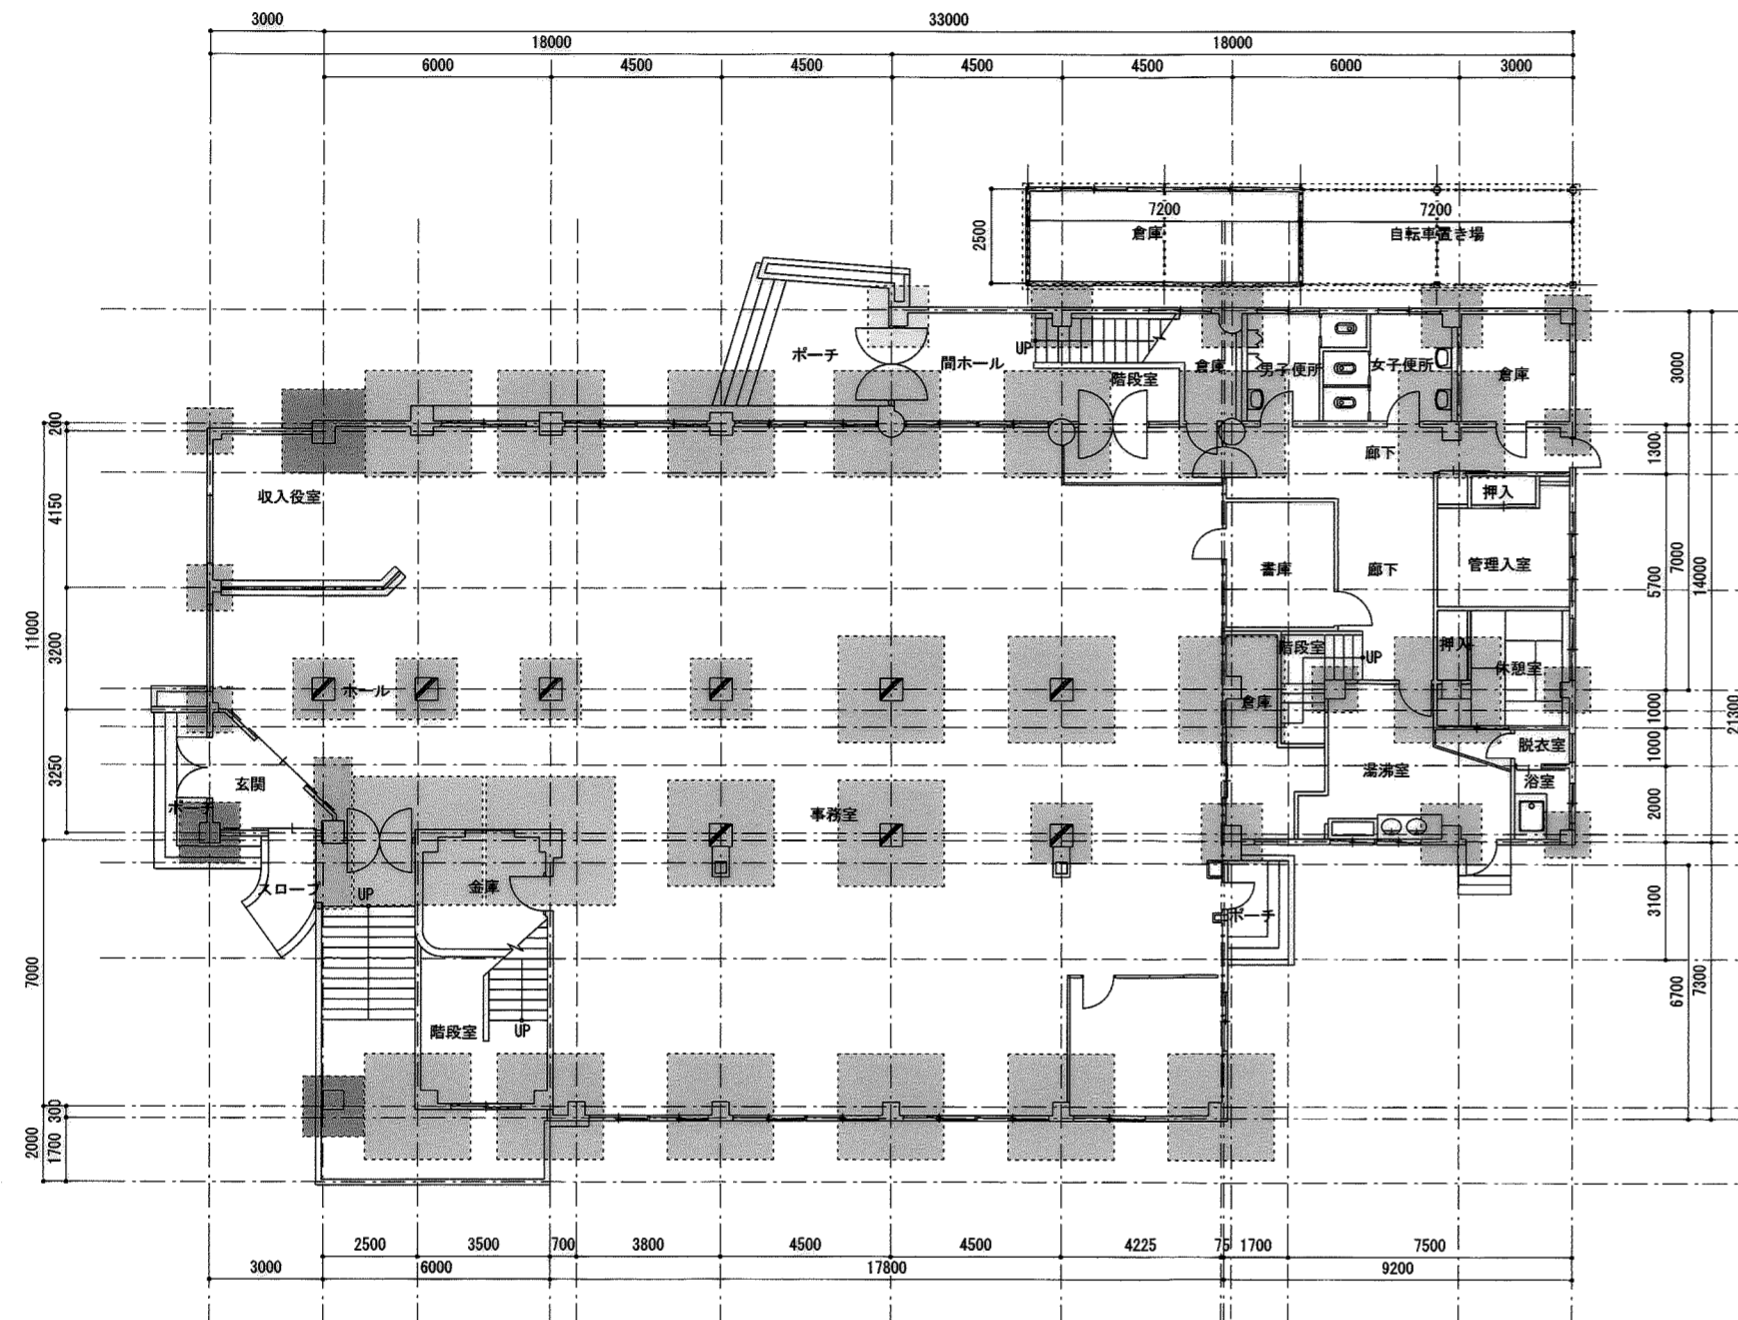 3000
33000
18000
18000
6000
4500
4500
4500
4500
6000
3000
7200
7200
2500
倉庫
自転車置き場
ポーチ
間ホール
UP
階段室
倉庫
男子便所
女子便所
倉庫
3000
200
廊下
1300
収入役室
4150
押入
書庫
廊下
管理入室
7000
5700
14000
11000
3200
階段室
UP
押入
休憩室
ホール
倉庫
1000
21300
1000
脱衣室
3250
玄関
湯沸室
浴室
ポーチ
事務室
2000
スロープ
UP
金庫
ポーチ
3100
7000
6700
7300
階段室
UP
300
2000
1700
2500
3500
700
3800
4500
4500
4225
75
1700
7500
3000
6000
17800
9200